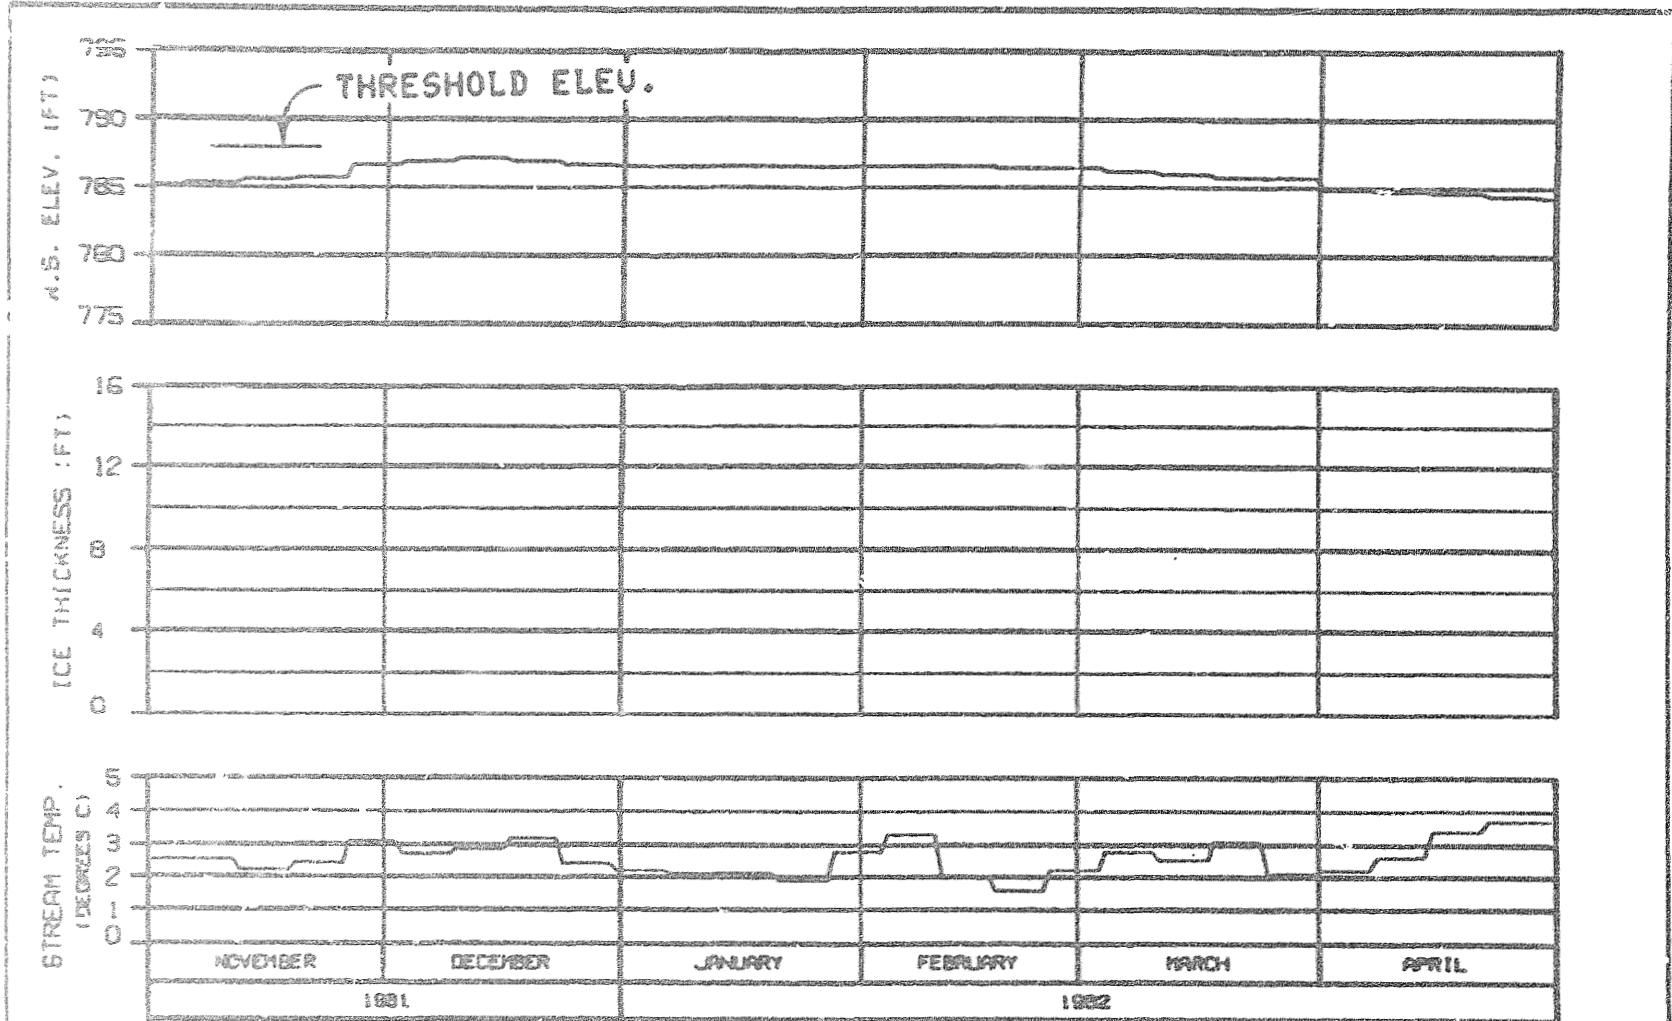 795
THRESHOLD ELEV.
790
785
780
775
W.S. ELEV. (FT)
16
12
8
4
0
ICE THICKNESS (FT)
5
4
3
2
1
0
STREAM TEMP.
(DEGREES C)
NOVEMBER DECEMBER JANUARY FEBRUARY MARCH APRIL
1981 1982